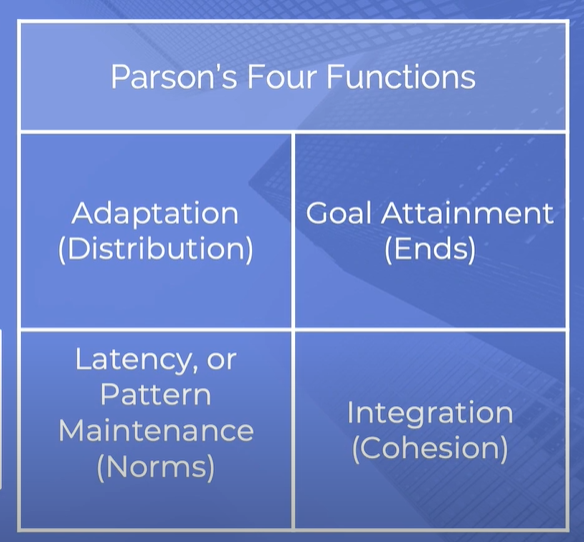 Parson's Four Functions
Adaptation
(Distribution)
Goal Attainment
(Ends)
Latency, or
Pattern
Maintenance
(Norms)
Integration
(Cohesion)